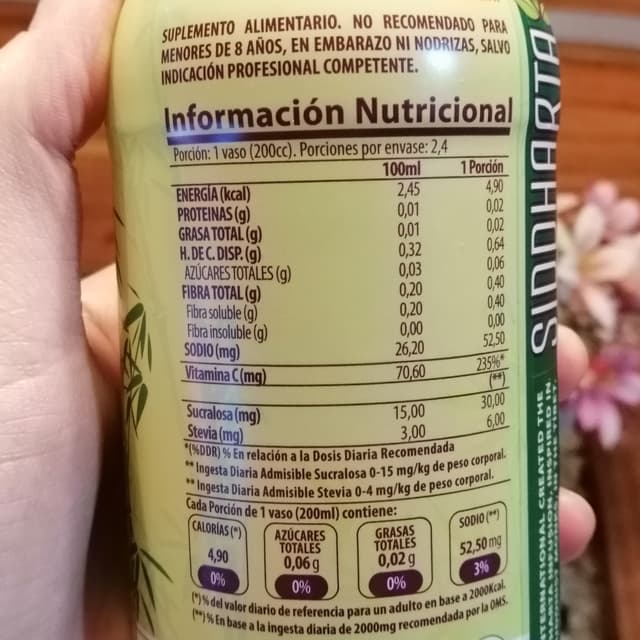 SUPLEMENTO ALIMENTARIO. NO RECOMENDADO PARA
MENORES DE 8 AÑOS, EN EMBARAZO NI NODRIZAS, SALVO
INDICACIÓN PROFESIONAL COMPETENTE.
Información Nutricional
Porción: 1 vaso (200cc). Porciones por envase: 2,4
100ml 1 Porción
ENERGÍA (kcal) 2,45 4,90
PROTEINAS (g) 0,01 0,02
GRASA TOTAL (g) 0,01 0,02
H. DE C. DISP. (g) 0,32 0,64
AZÚCARES TOTALES (g) 0,03 0,06
FIBRA TOTAL (g) 0,20 0,40
Fibra soluble (g) 0,20 0,40
Fibra insoluble (g) 0,00 0,00
SODIO (mg) 26,20 52,50
Vitamina C (mg) 70,60 235%*
(**)
Sucralosa (mg) 15,00 30,00
Stevia (mg) 3,00 6,00
*(%DDR) % En relación a la Dosis Diaria Recomendada
** Ingesta Diaria Admisible Sucralosa 0-15 mg/kg de peso corporal.
** Ingesta Diaria Admisible Stevia 0-4 mg/kg de peso corporal.
Cada Porción de 1 vaso (200ml) contiene:
CALORÍAS (*)
4,90
0%
AZÚCARES
TOTALES
0,06 g
0%
GRASAS
TOTALES
0,02 g
0%
SODIO (**)
52,50 mg
3%
(*) % del valor diario de referencia para un adulto en base a 2000Kcal.
(**) % En base a la ingesta diaria de 2000mg recomendada por la OMS.
SIDDHARTA
CREATED THE
INSPIRED IN